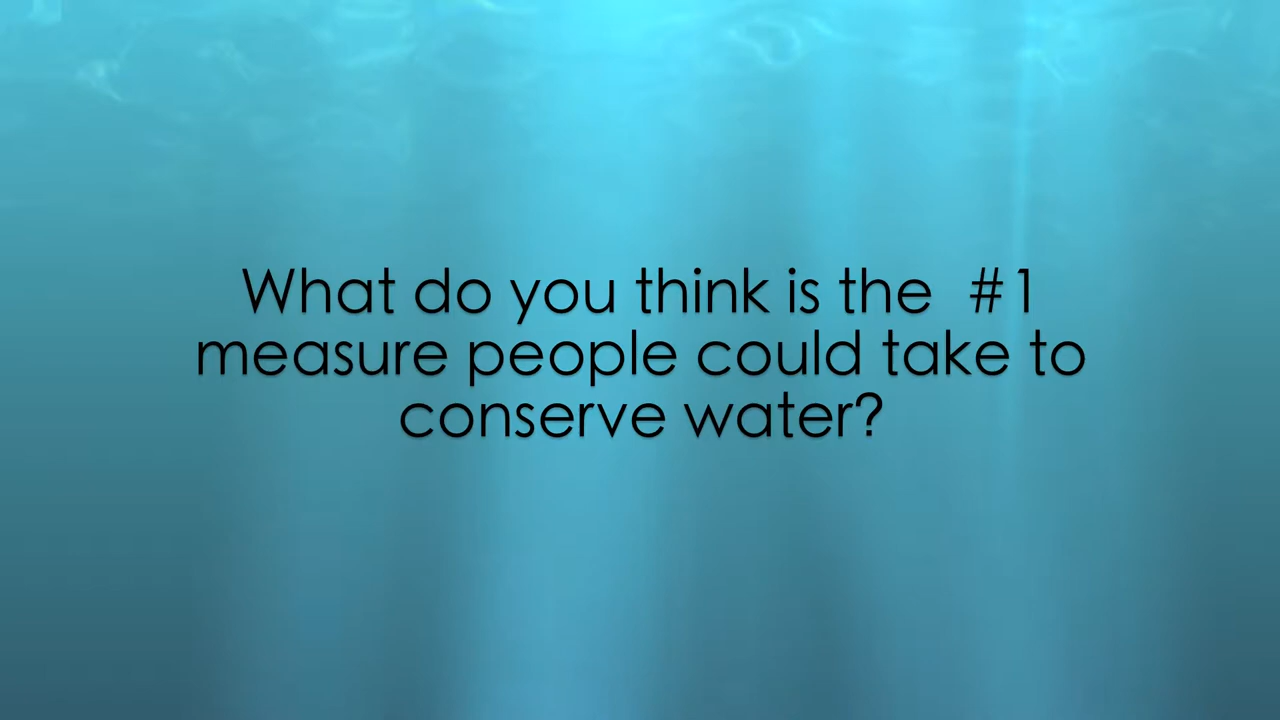 What do you think is the  #1
measure people could take to
conserve water?